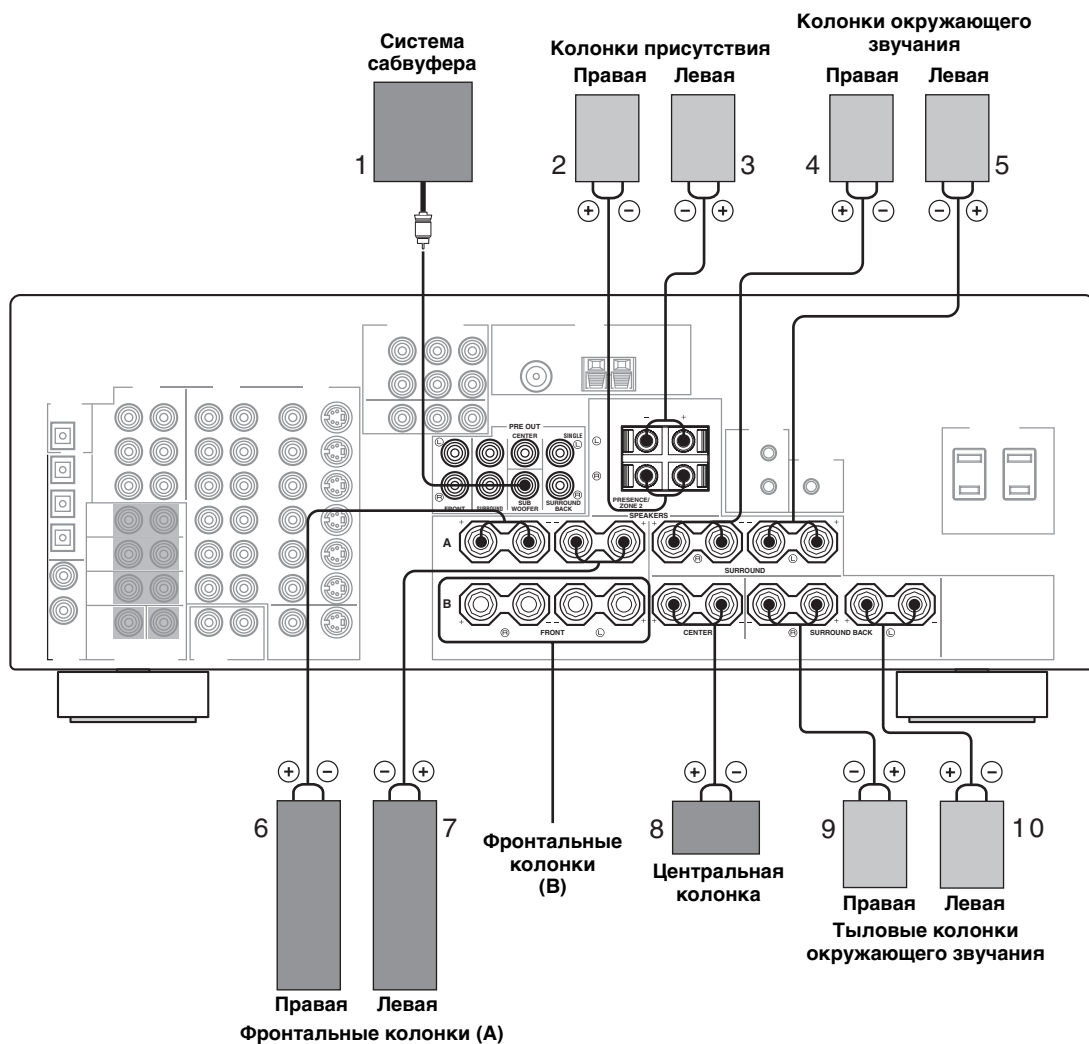 Система
сабвуфера
Колонки присутствия
Правая Левая
Колонки окружающего
звучания
Правая Левая
1
2
3
4
5
+ - - + + - - +
PRE OUT
CENTER
SINGLE
L
L
R
R
FRONT
SURROUND
SUB
WOOFER
SURROUND
BACK
- +
L
R
PRESENCE/
ZONE 2
SPEAKERS
A
+ - - + + - - +
R
SURROUND
L
B
R
FRONT
L
CENTER
R
SURROUND BACK
L
+ - - + + - - + + -
6
7
8
9
10
Фронтальные
колонки
(B)
Центральная
колонка
Правая Левая
Тыловые колонки
окружающего звучания
Правая Левая
Фронтальные колонки (A)